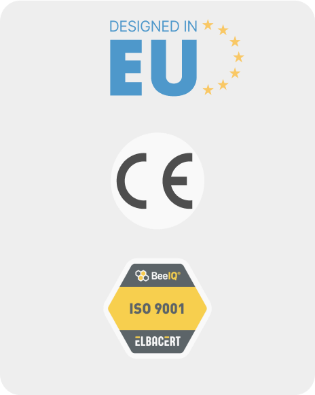 DESIGNED IN
EU
CE
BeeIQ®
ISO 9001
ELBACERT